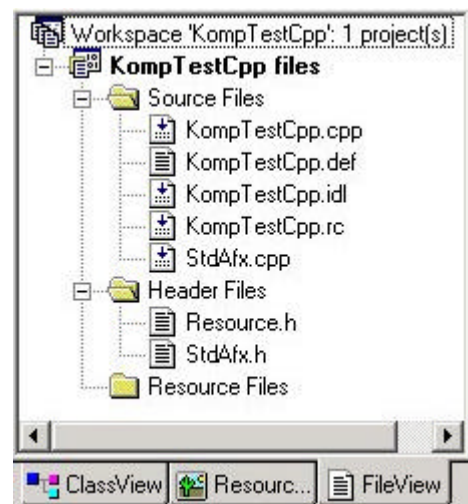 Workspace 'KompTestCpp': 1 project(s)
KompTestCpp files
Source Files
KompTestCpp.cpp
KompTestCpp.def
KompTestCpp.idl
KompTestCpp.rc
StdAfx.cpp
Header Files
Resource.h
StdAfx.h
Resource Files
ClassView Resourc... FileView